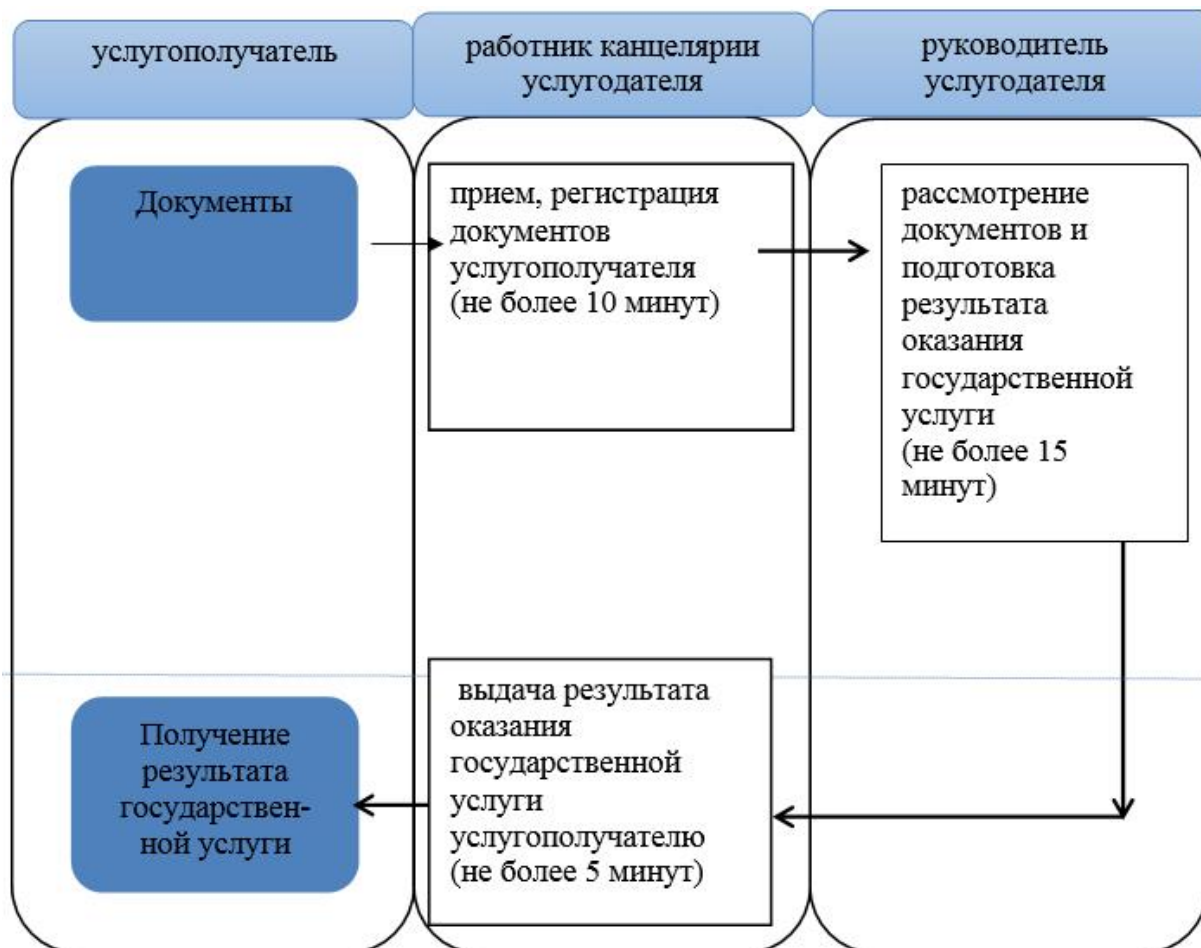 услугополучатель
работник канцелярии
услугодателя
руководитель
услугодателя
Документы
прием, регистрация
документов
услугополучателя
(не более 10 минут)
рассмотрение
документов и
подготовка
результата
оказания
государственной
услуги
(не более 15
минут)
выдача результата
оказания
государственной
услуги
услугополучателю
(не более 5 минут)
Получение
результата
государствен-
ной услуги